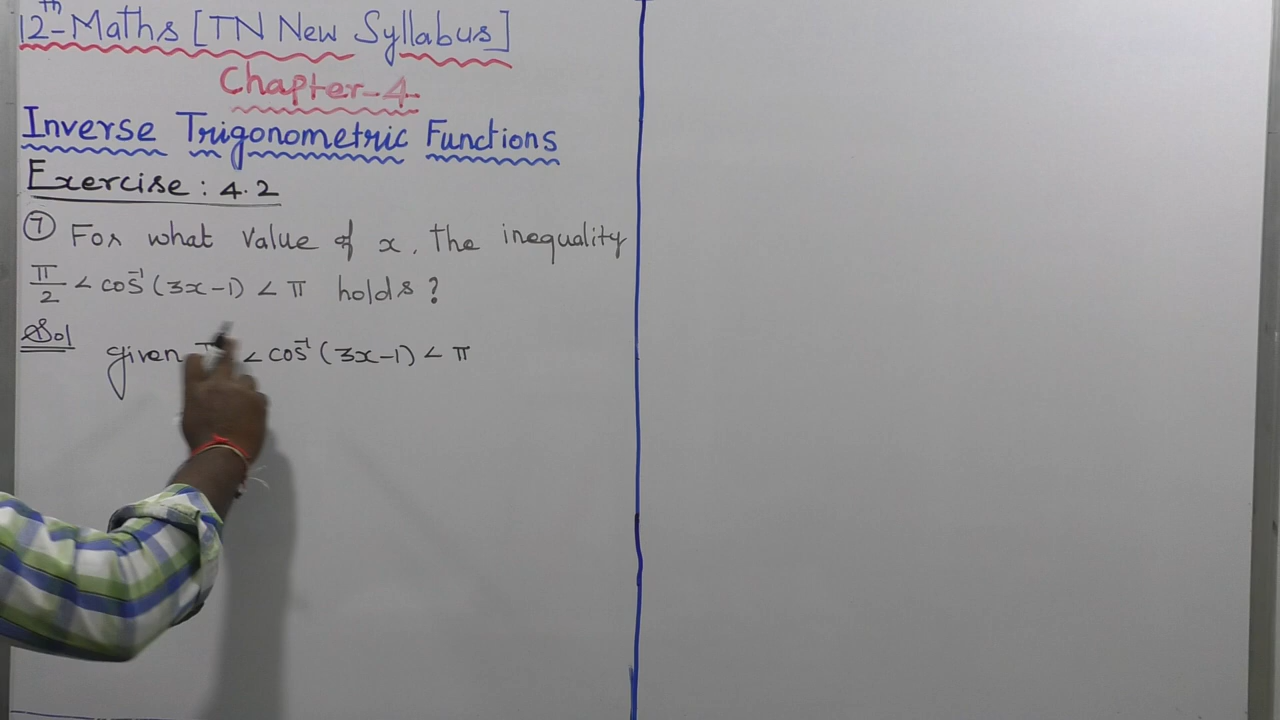 12th-Maths [TN New Syllabus]
Chapter-4
Inverse Trigonometric Functions
Exercise: 4.2
⑦ For what value of x, the inequality
π/2 < cos⁻¹(3x-1) < π holds?
Sol
given < cos⁻¹(3x-1) < π